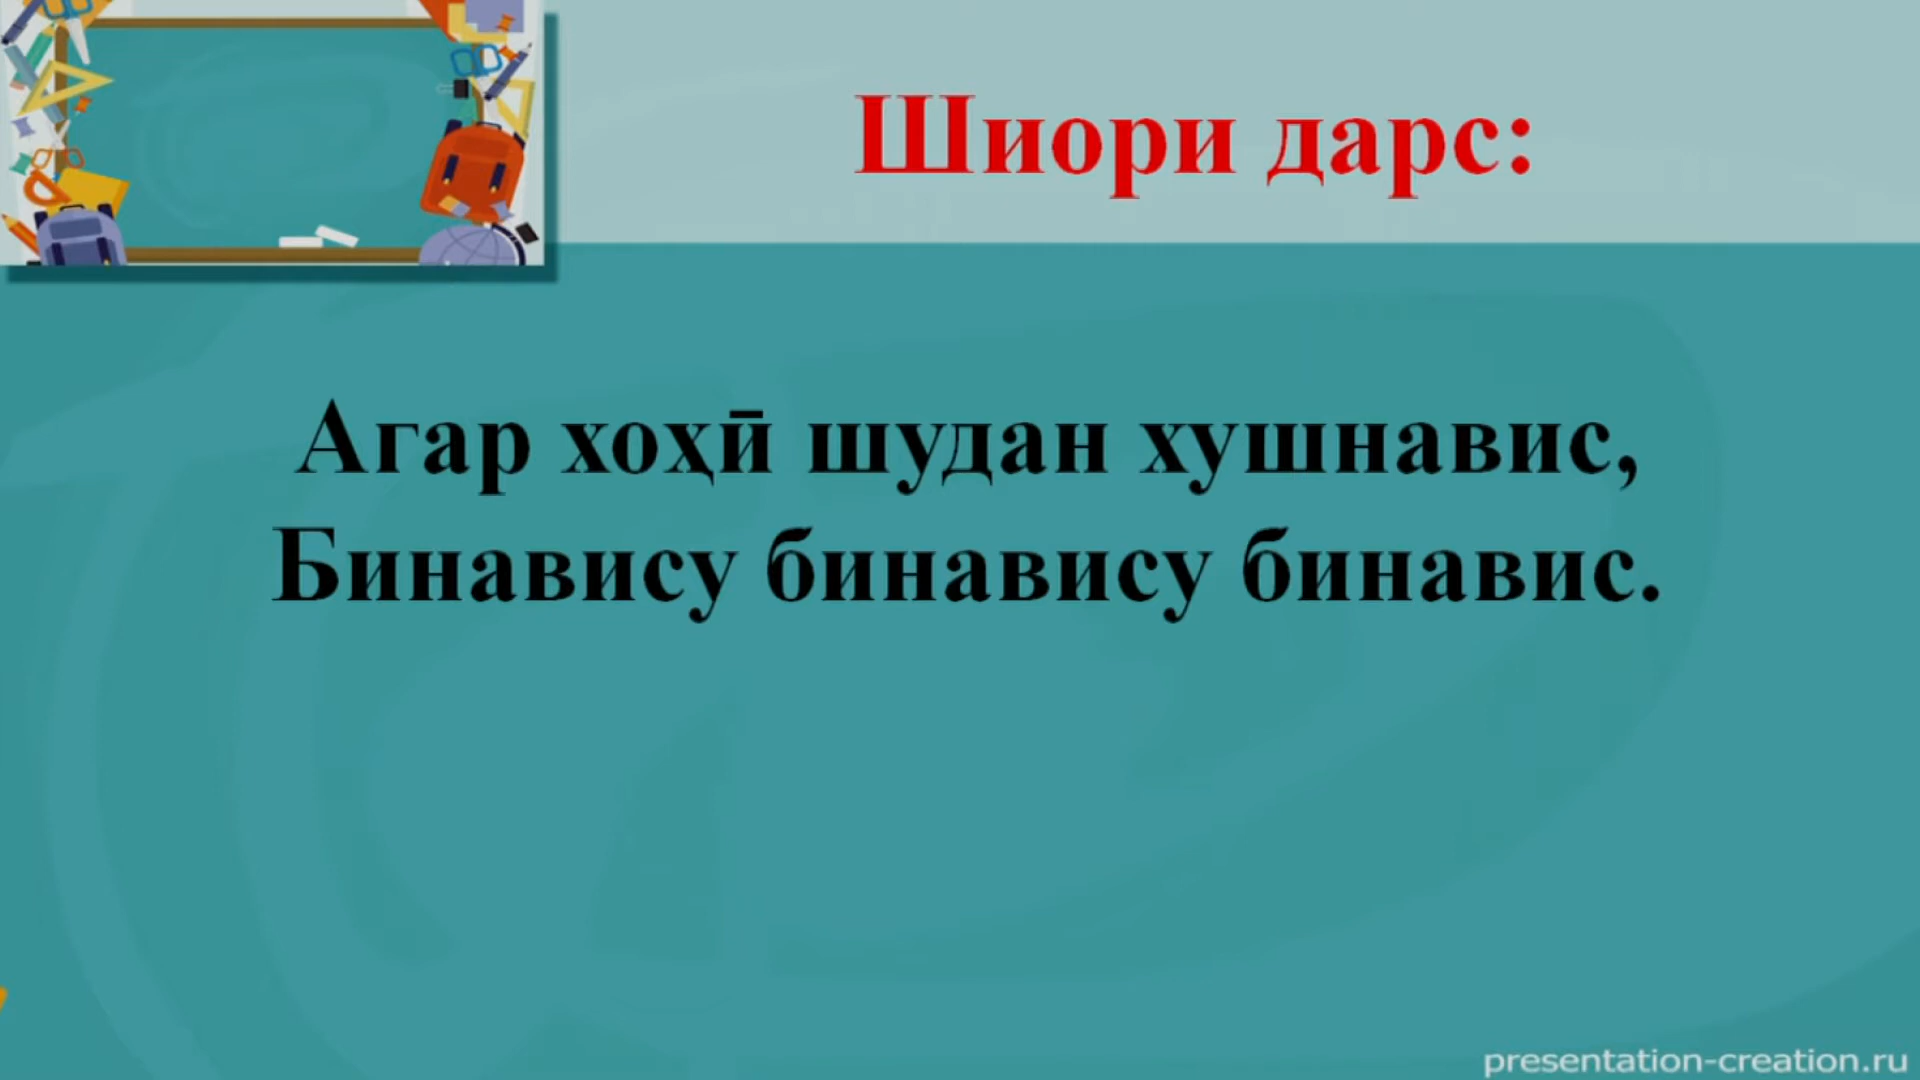 Шиори дарс:
Агар хоҳӣ шудан хушнавис,
Бинавису бинавису бинавис.
presentation-creation.ru